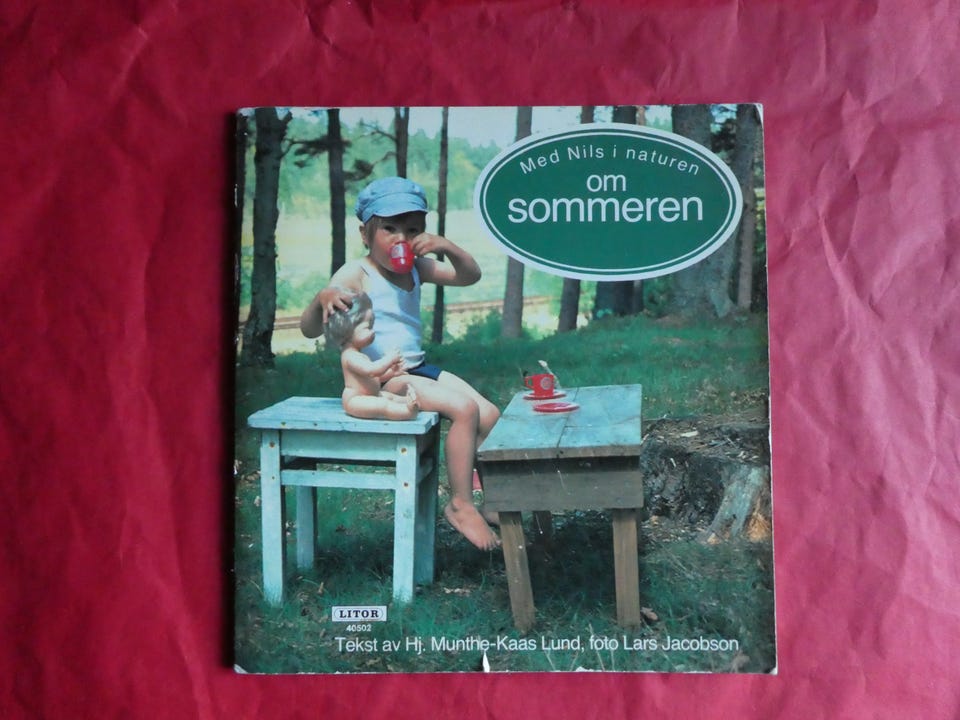 Med Nils i naturen
om
sommeren
LITOR
40502
Tekst av Hj. Munthe-Kaas Lund, foto Lars Jacobson